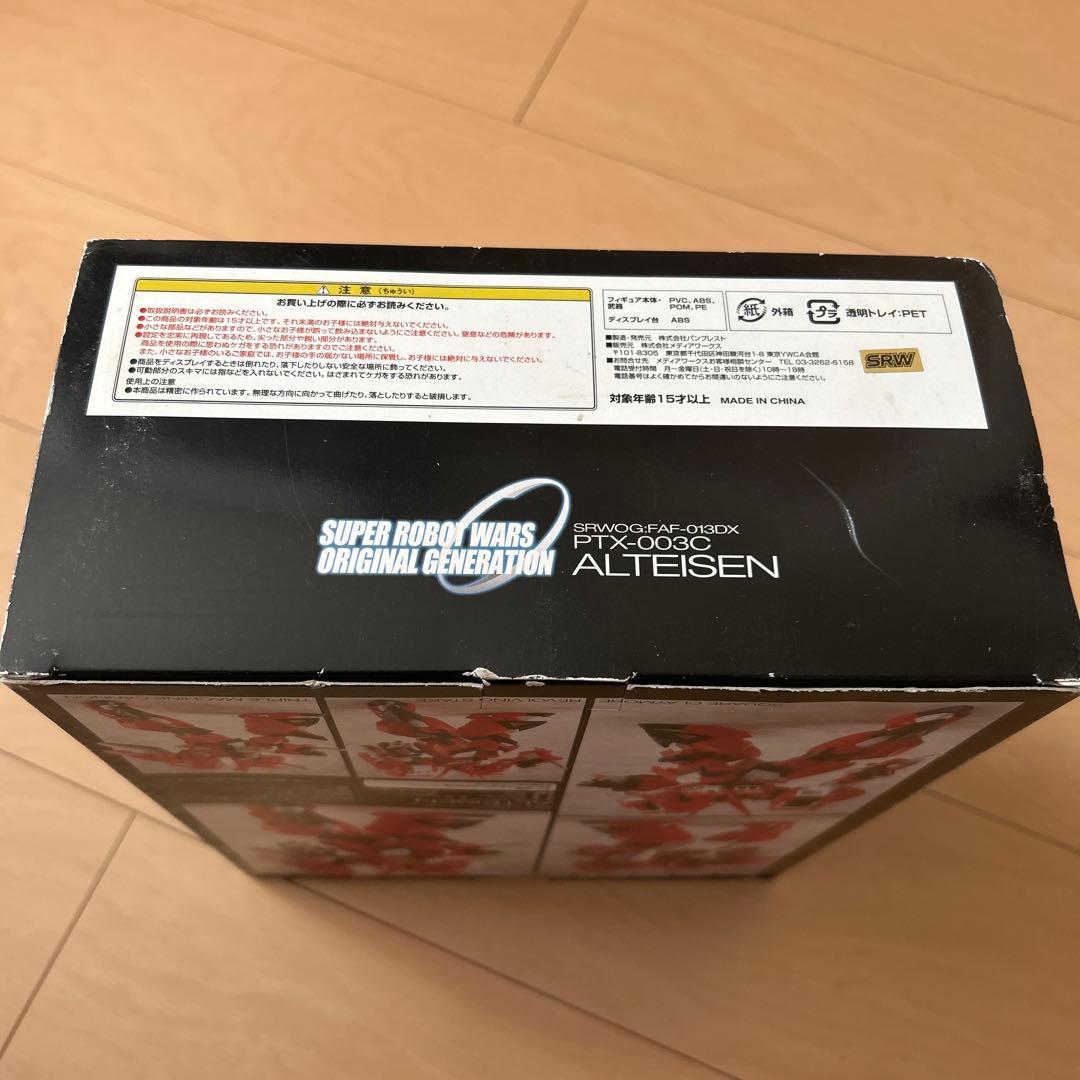 注 意 (ちゅうい)
お買い上げの際に必ずお読みください。
●取扱説明書は必ずお読みください。
●この商品の対象年齢は15才以上です。それ未満のお子様には絶対与えないでください。
●小さな部品などがありますので、小さなお子様が誤って飲み込まないようにご注意ください。窒息などの危険があります。
●設定を忠実に再現してあるため、尖った部分や鋭い部分があります。
商品を使用の際に思わぬケガをする恐れがありますのでご注意ください。
また、小さなお子様のいるご家庭では、お子様の手の届かない場所に保管し、お子様には絶対に与えないでください。
●商品をディスプレイするときは倒れたり、落下したりしない安全な場所に飾ってください。
●可動部分のスキマには指などを入れないでください。はさまれてケガをする恐れがあります。
使用上の注意
●本商品は精密に作られています。無理な方向に向かって曲げたり、落としたりすると破損します。
フィギュア本体・武器 PVC、ABS、POM、PE
ディスプレイ台 ABS
紙 外箱
プラ 透明トレイ:PET
■製造・発売元 株式会社バンプレスト
■販売元 株式会社メディアワークス
〒101-8305 東京都千代田区神田駿河台1-8 東京YWCA会館
■お問合せ先 メディアワークスお客様相談センター TEL 03-3262-6158
電話受付時間 月〜金曜日(土・日・祝日を除く)10時〜18時
電話番号はよく確かめてからお間違のないようにご注意ください。
SRW
対象年齢15才以上 MADE IN CHINA
SUPER ROBOT WARS
ORIGINAL GENERATION
SRWOG:FAF-013DX
PTX-003C
ALTEISEN
SQUARE CLAYMORE
REVOLVING STAKE
TRIPLE MACHINE CANNON